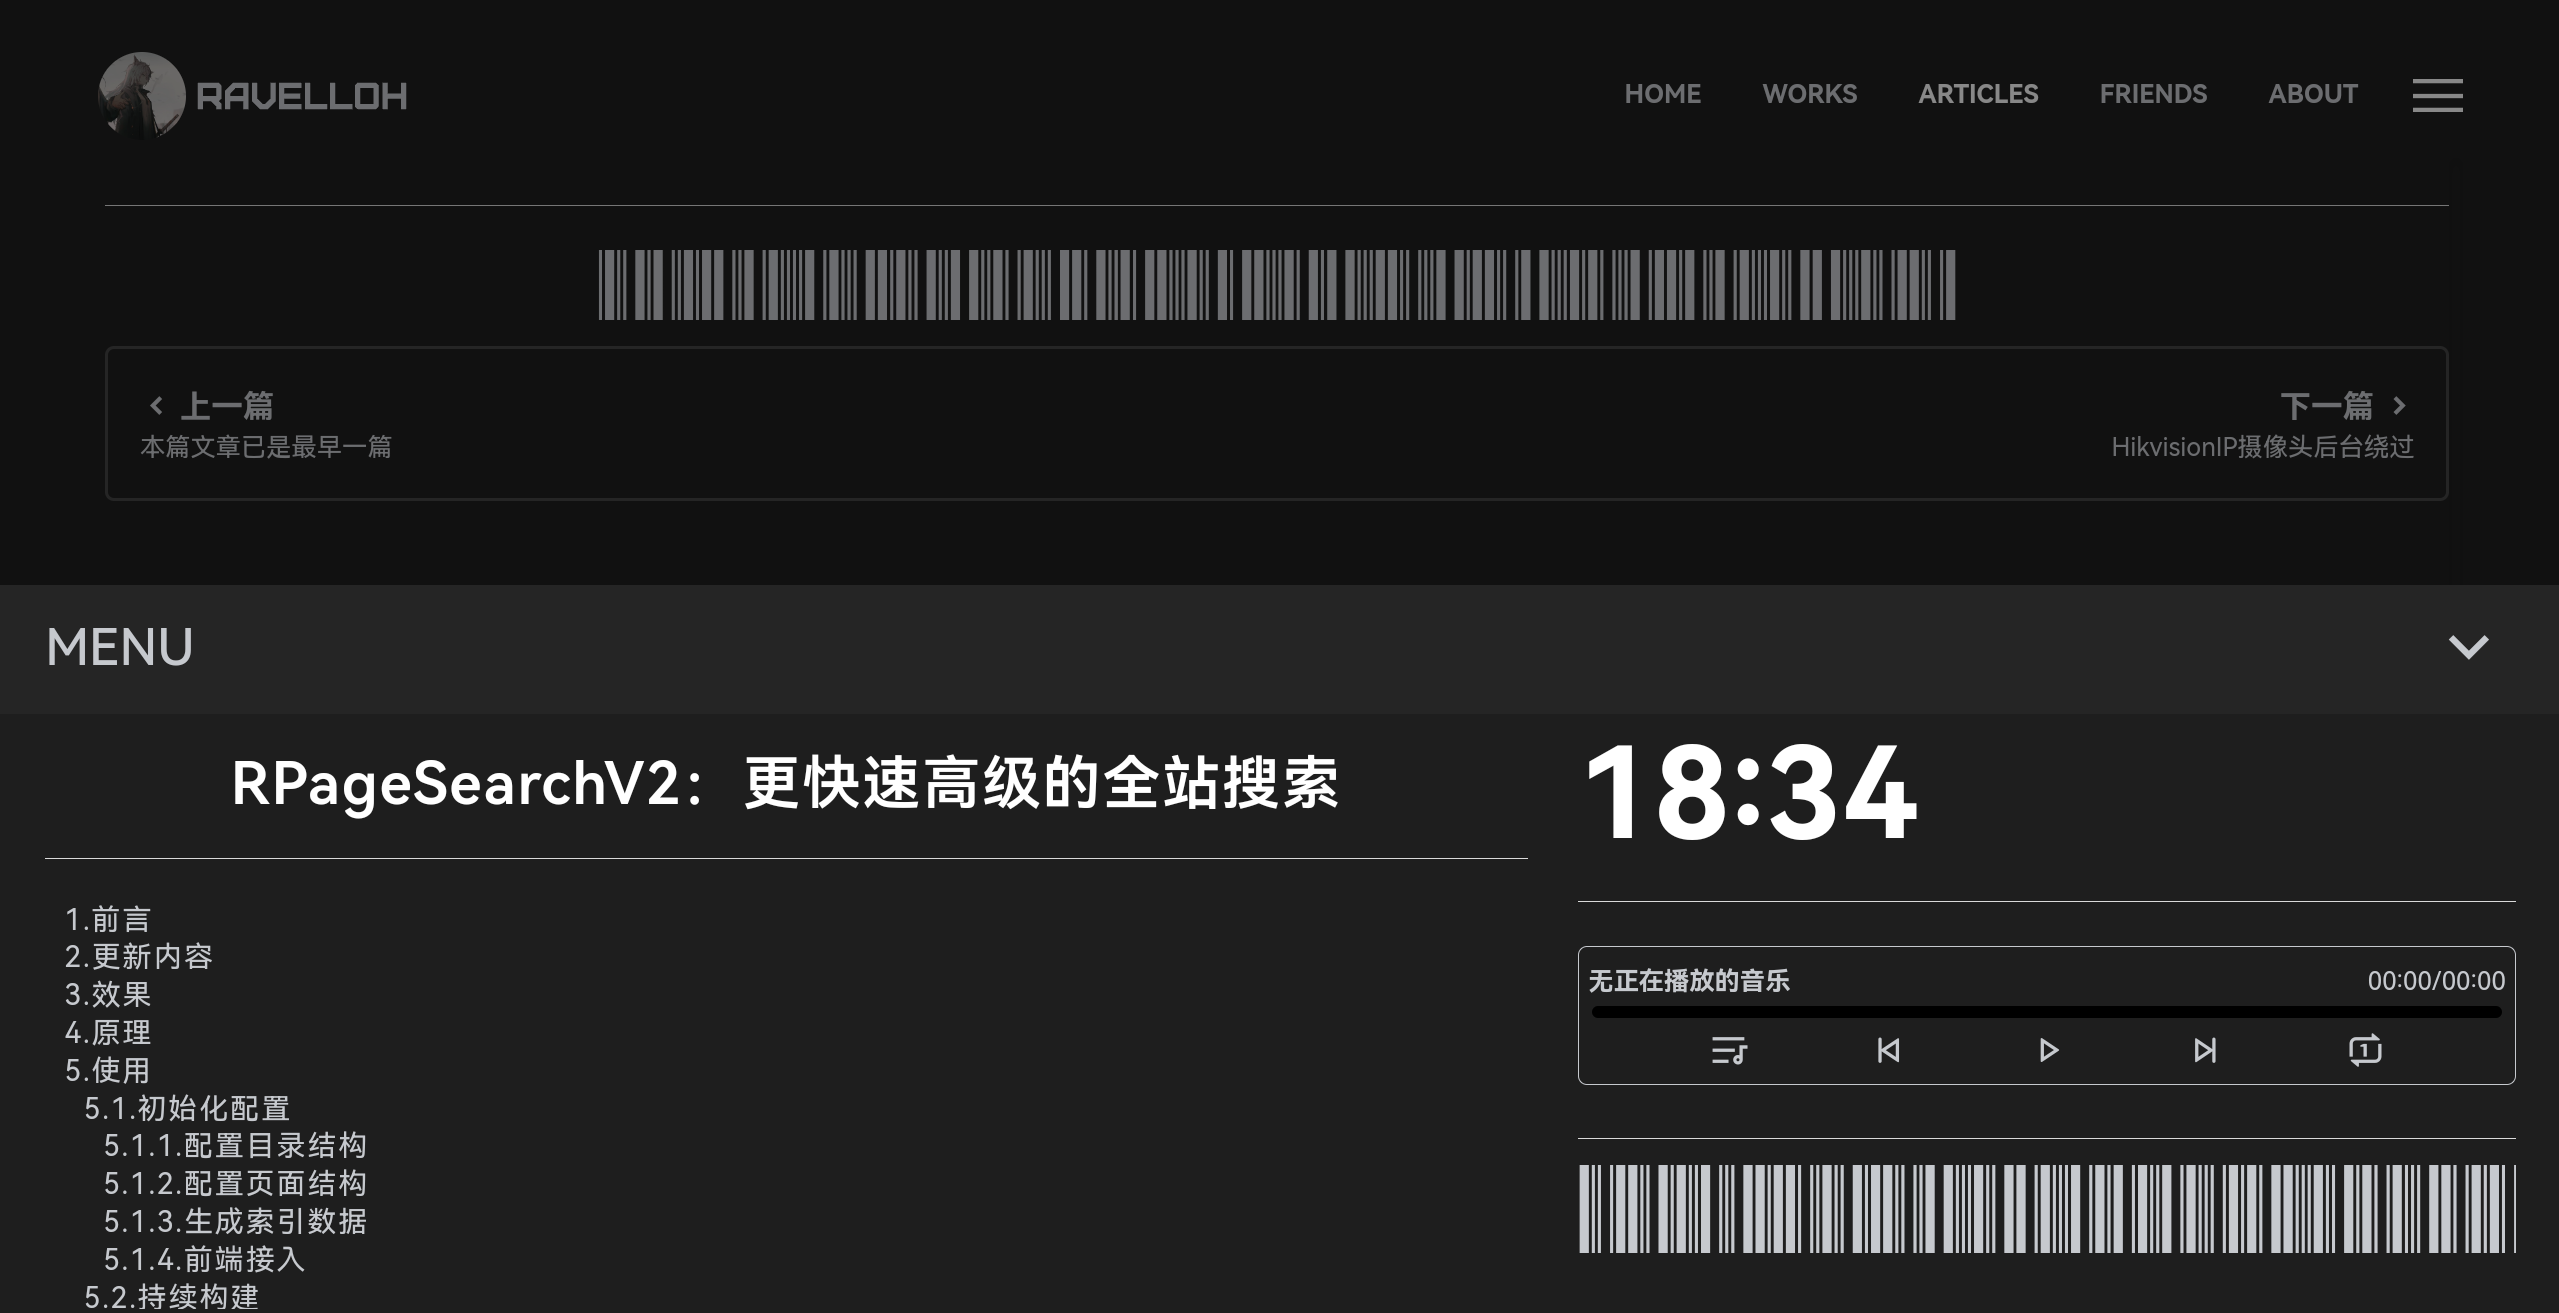 RAVELLOH
HOME WORKS ARTICLES FRIENDS ABOUT
上一篇
本篇文章已是最早一篇
下一篇
HikvisionIP摄像头后台绕过
MENU
RPageSearchV2：更快速高级的全站搜索
1.前言
2.更新内容
3.效果
4.原理
5.使用
5.1.初始化配置
5.1.1.配置目录结构
5.1.2.配置页面结构
5.1.3.生成索引数据
5.1.4.前端接入
5.2.持续构建
18:34
无正在播放的音乐 00:00/00:00
1